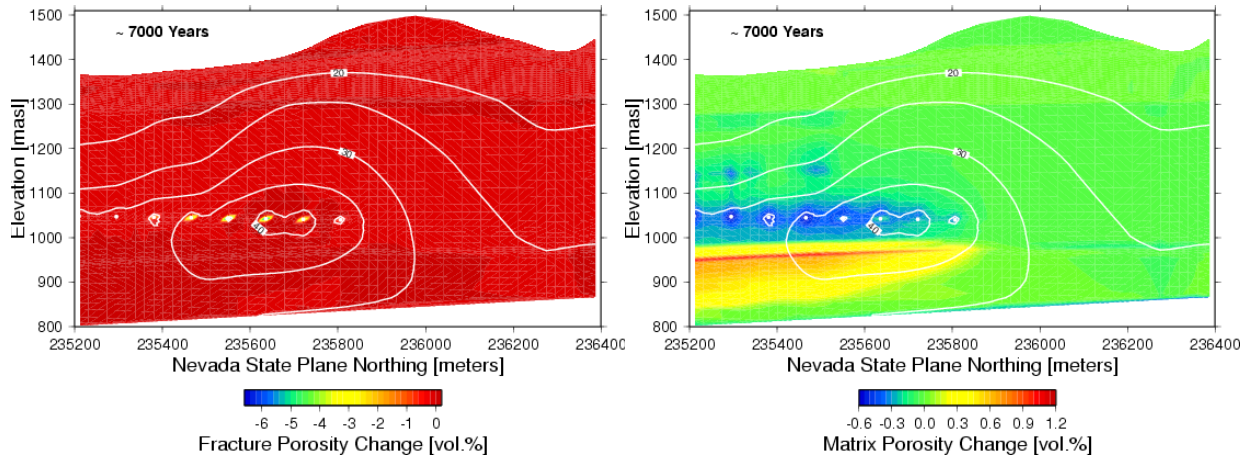 ~ 7000 Years
1500
1400
1300
1200
1100
1000
900
800
Elevation [masl]
20
30
40
235200 235400 235600 235800 236000 236200 236400
Nevada State Plane Northing [meters]
-6 -5 -4 -3 -2 -1 0
Fracture Porosity Change [vol.%]
~ 7000 Years
1500
1400
1300
1200
1100
1000
900
800
Elevation [masl]
20
30
40
235200 235400 235600 235800 236000 236200 236400
Nevada State Plane Northing [meters]
-0.6 -0.3 0.0 0.3 0.6 0.9 1.2
Matrix Porosity Change [vol.%]